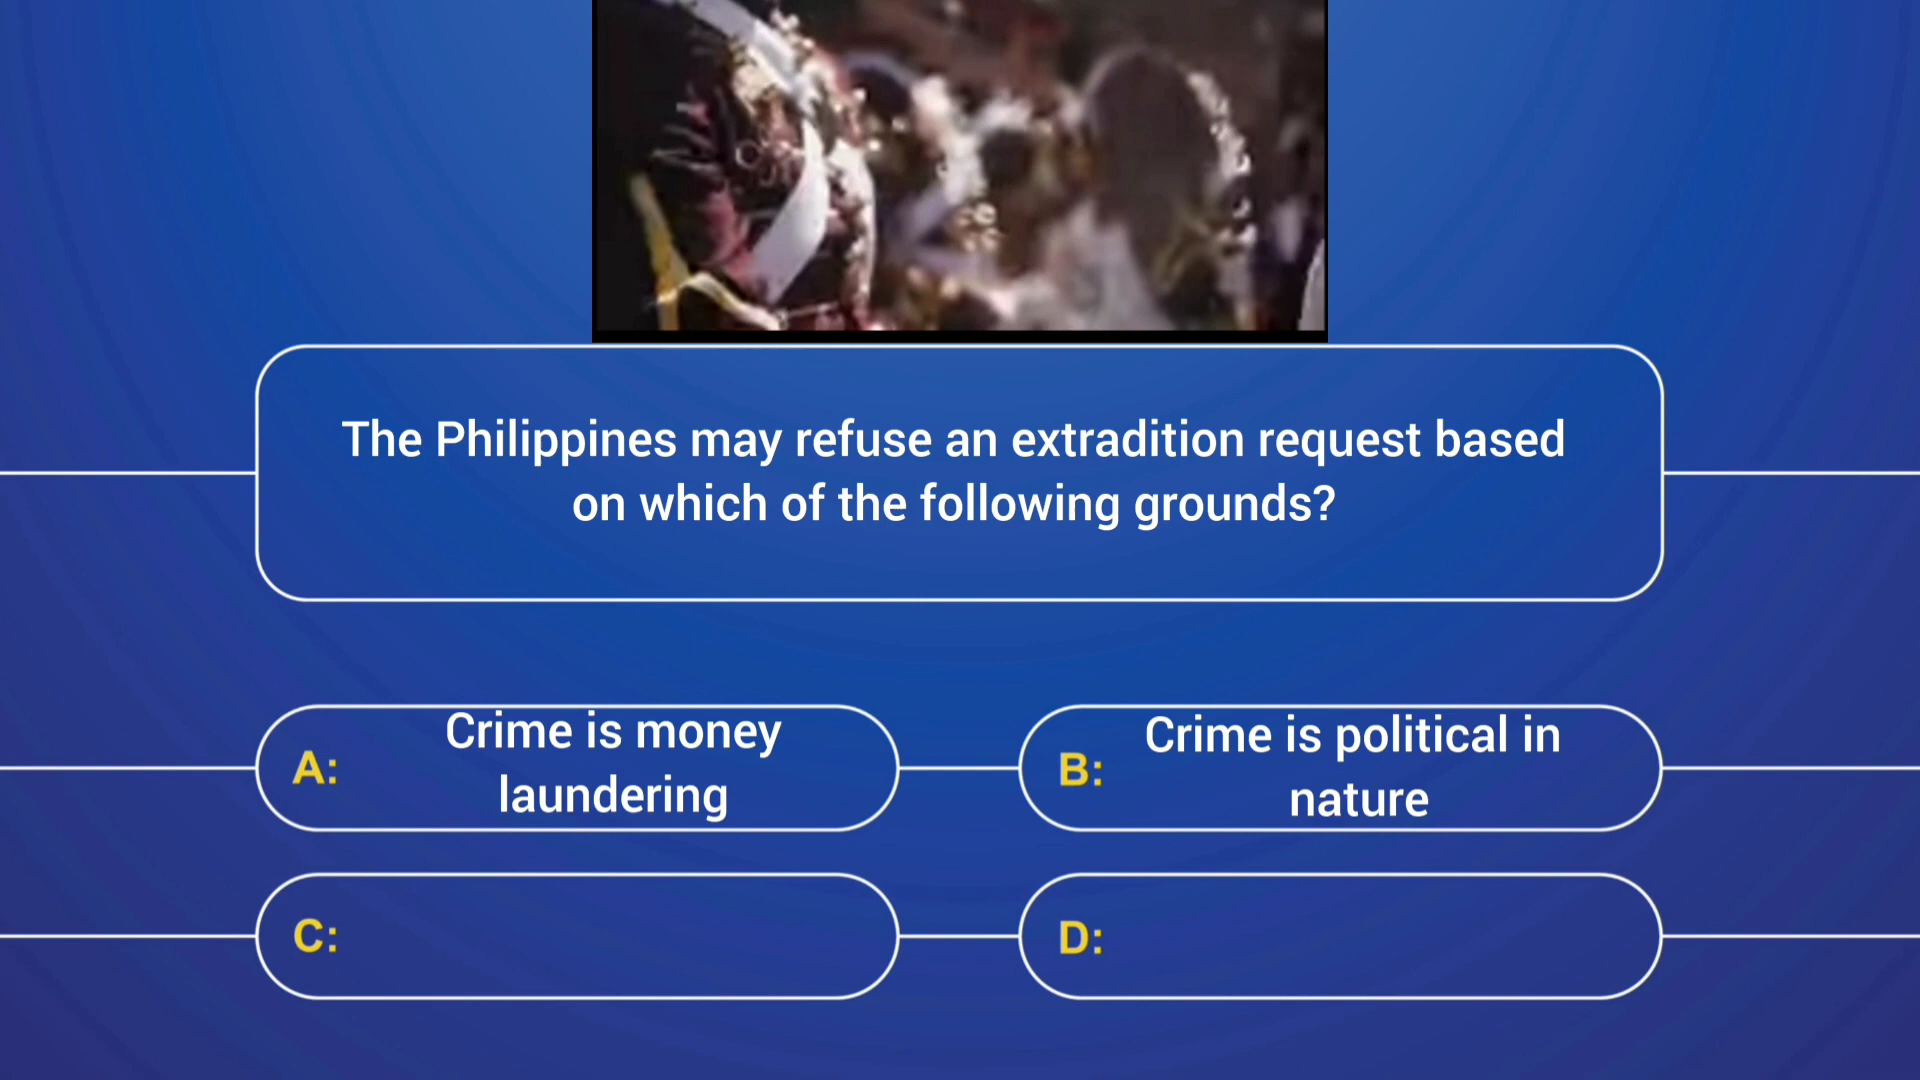 The Philippines may refuse an extradition request based
on which of the following grounds?
A: Crime is money
laundering
B: Crime is political in
nature
C:
D: